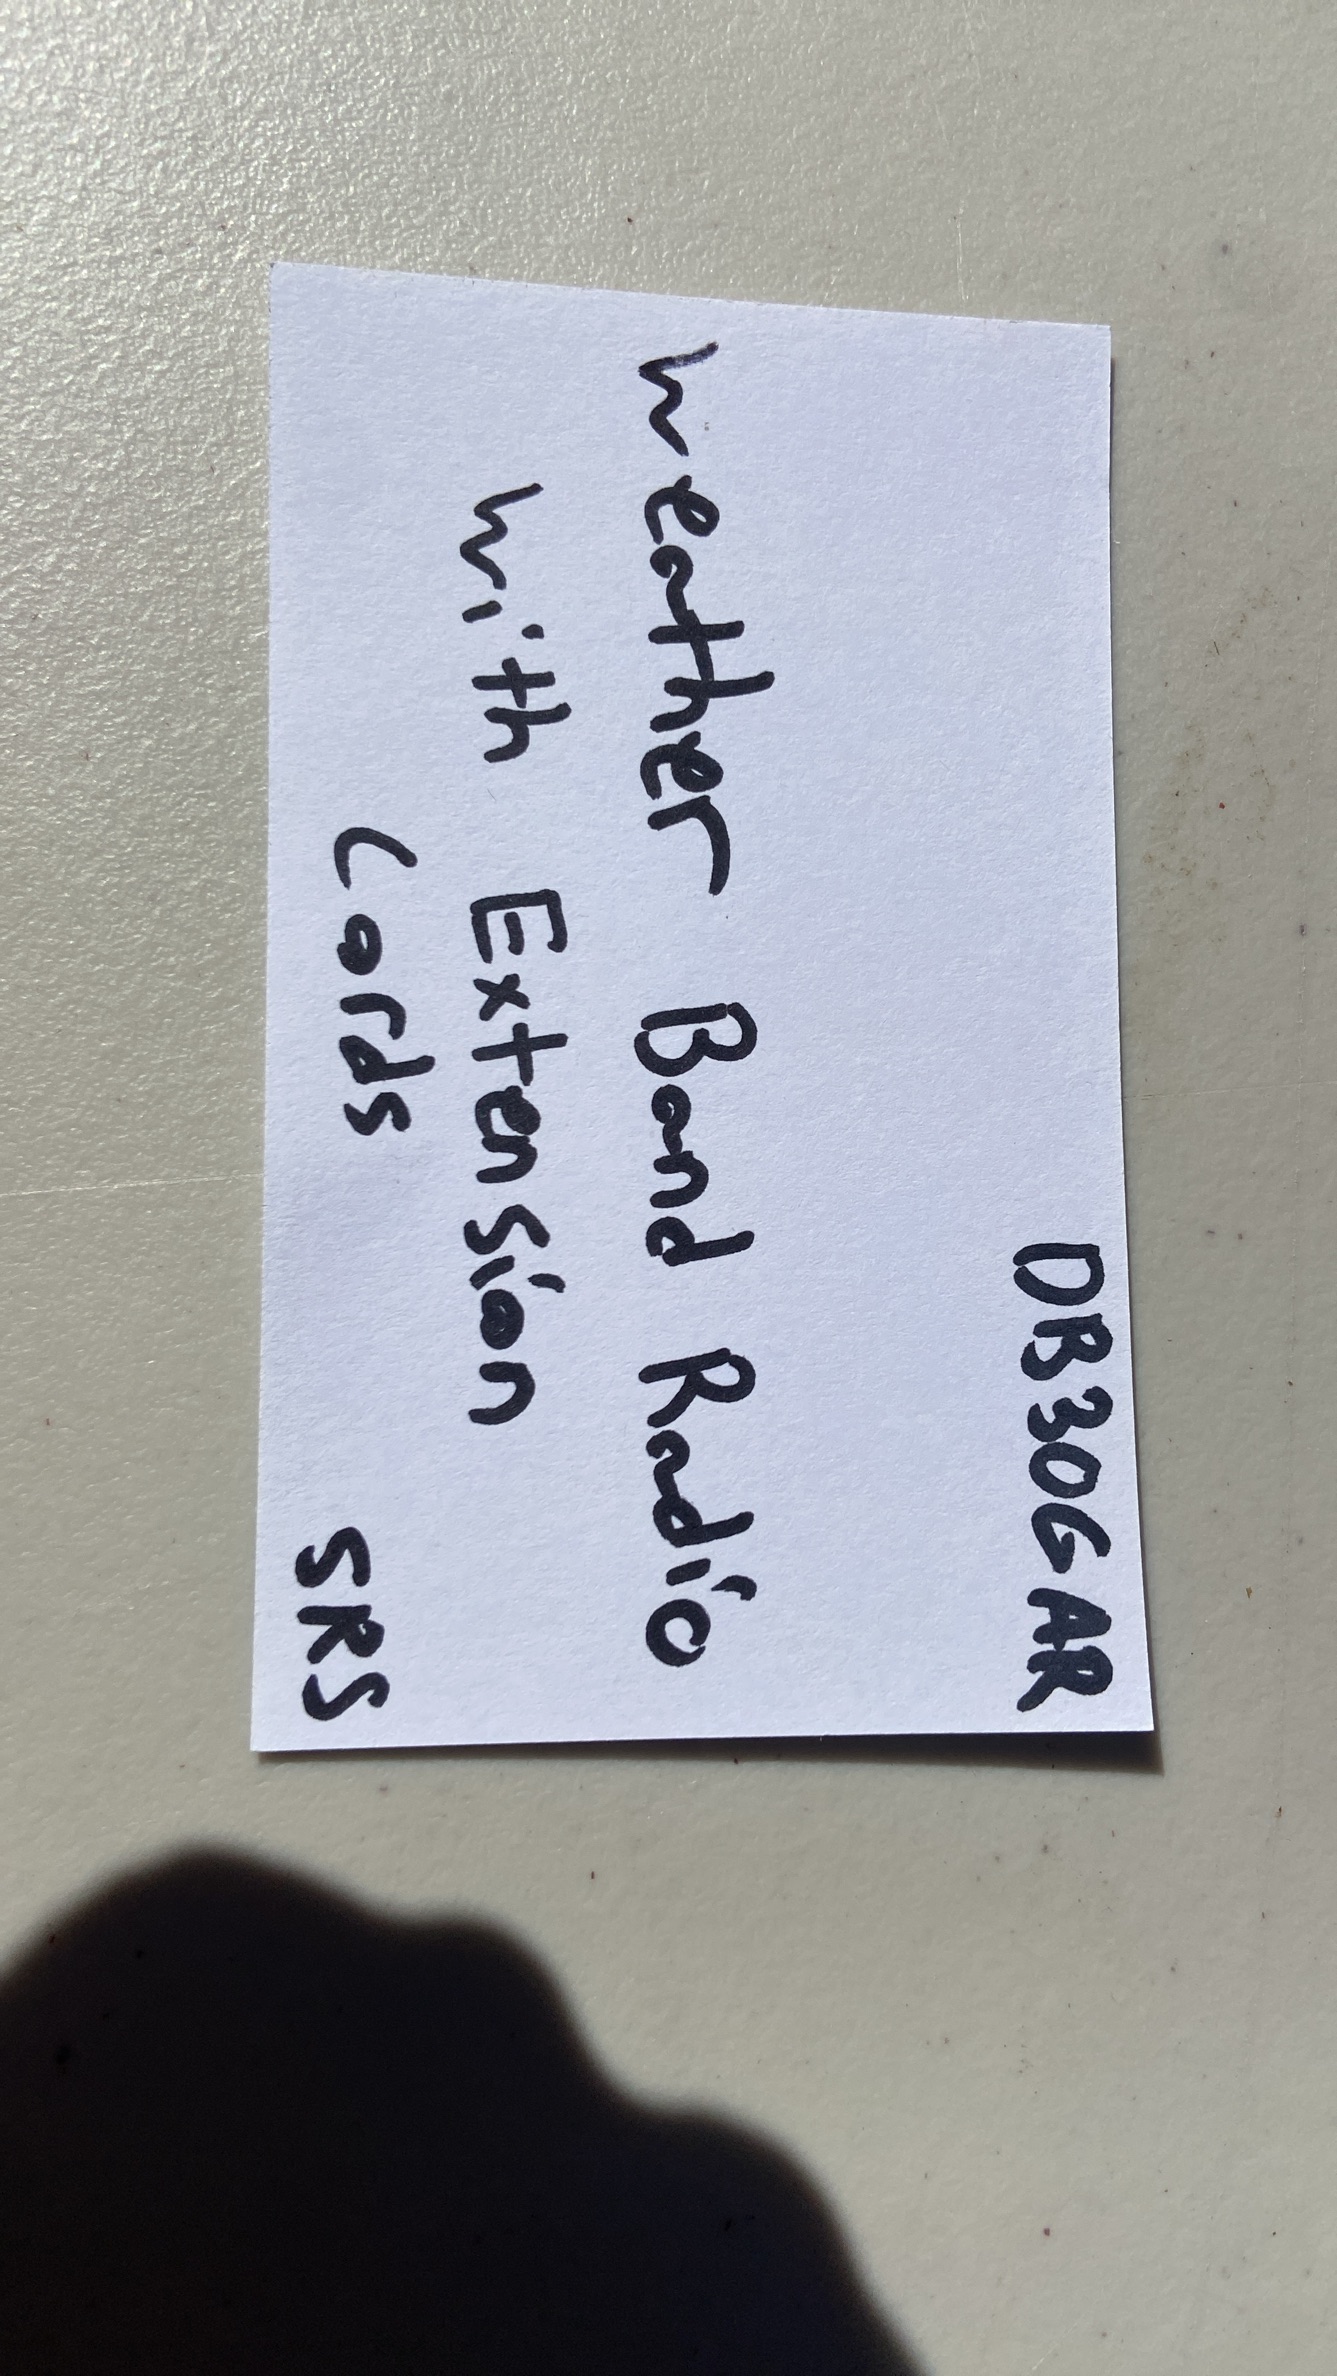 DB30GAR
Weather Band Radio
with Extension
Cords
SRS